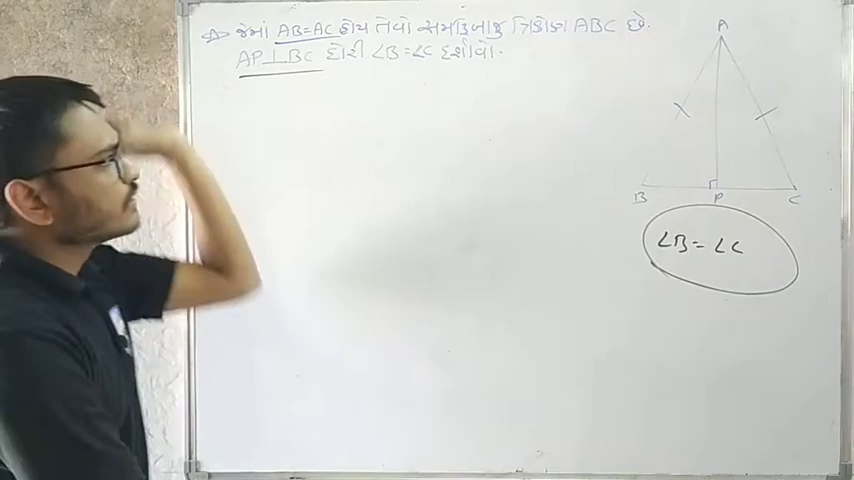 જેમાં AB=AC હોય તેવો સમદ્વિબાજુ ત્રિકોણ ABC છે.
AP⊥BC દોરી ∠B=∠C દર્શાવો.
A
B
P
C
∠B = ∠C